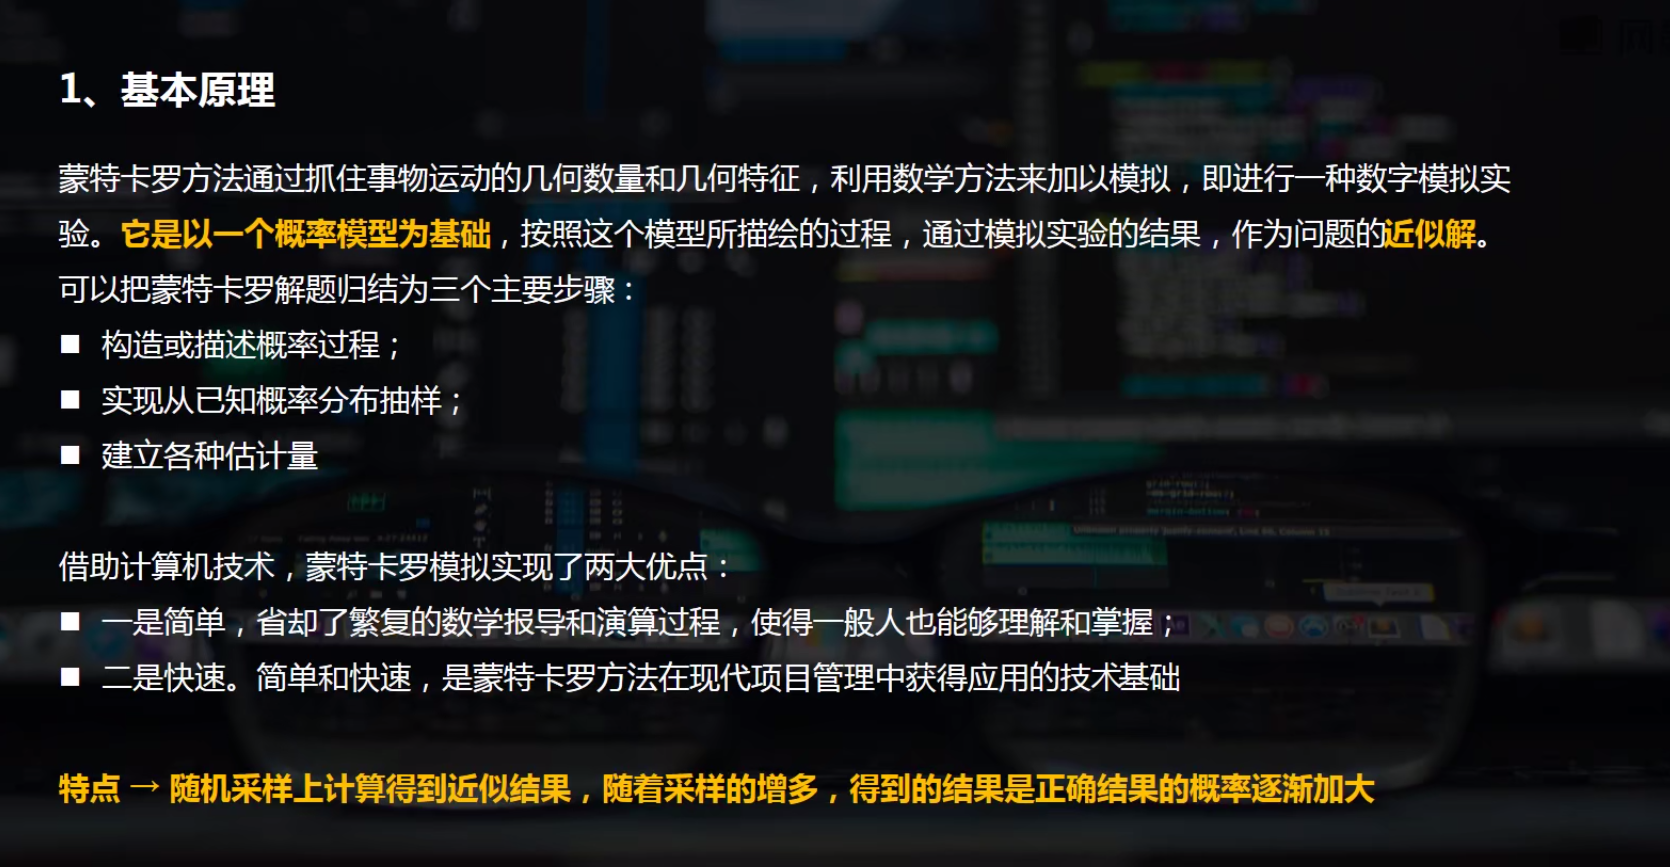 1、基本原理
蒙特卡罗方法通过抓住事物运动的几何数量和几何特征，利用数学方法来加以模拟，即进行一种数字模拟实
验。它是以一个概率模型为基础，按照这个模型所描绘的过程，通过模拟实验的结果，作为问题的近似解。
可以把蒙特卡罗解题归结为三个主要步骤：
■ 构造或描述概率过程；
■ 实现从已知概率分布抽样；
■ 建立各种估计量
借助计算机技术，蒙特卡罗模拟实现了两大优点：
■ 一是简单，省却了繁复的数学报导和演算过程，使得一般人也能够理解和掌握；
■ 二是快速。简单和快速，是蒙特卡罗方法在现代项目管理中获得应用的技术基础
特点 → 随机采样上计算得到近似结果，随着采样的增多，得到的结果是正确结果的概率逐渐加大